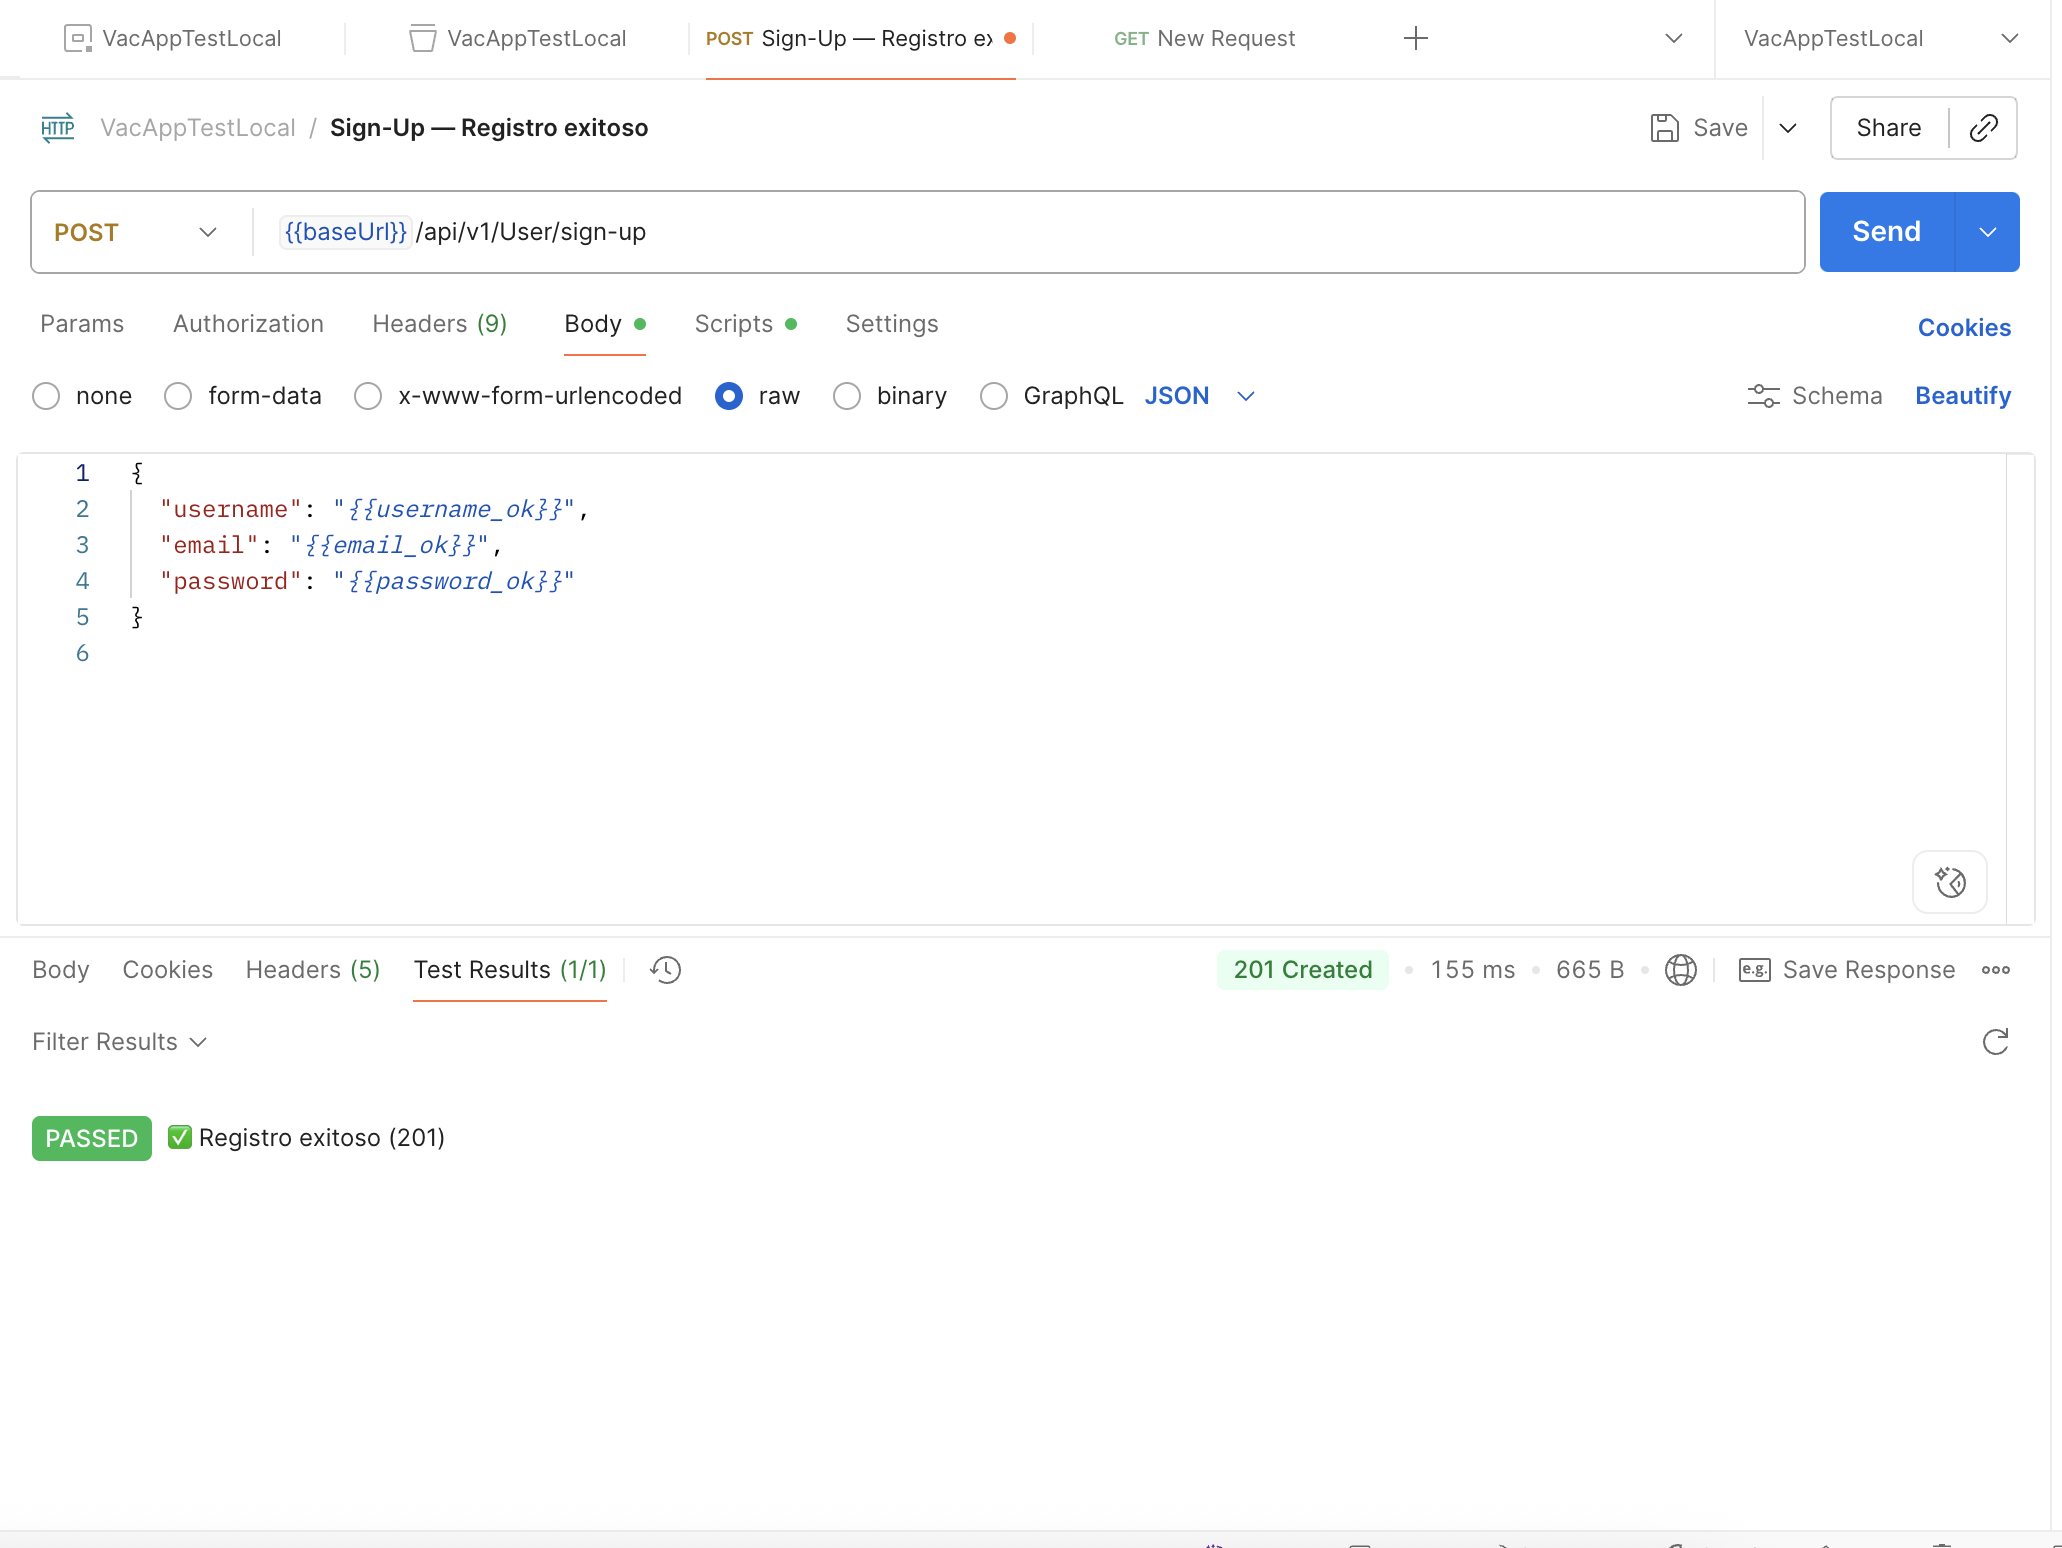 VacAppTestLocal VacAppTestLocal POST Sign-Up — Registro e GET New Request VacAppTestLocal
HTTP VacAppTestLocal / Sign-Up — Registro exitoso Save Share
POST {{baseUrl}} /api/v1/User/sign-up Send
Params Authorization Headers (9) Body Scripts Settings Cookies
none form-data x-www-form-urlencoded raw binary GraphQL JSON Schema Beautify
1 {
2 "username": "{{username_ok}}",
3 "email": "{{email_ok}}",
4 "password": "{{password_ok}}"
5 }
6
Body Cookies Headers (5) Test Results (1/1) 201 Created 155 ms 665 B e.g. Save Response
Filter Results
PASSED ✅ Registro exitoso (201)